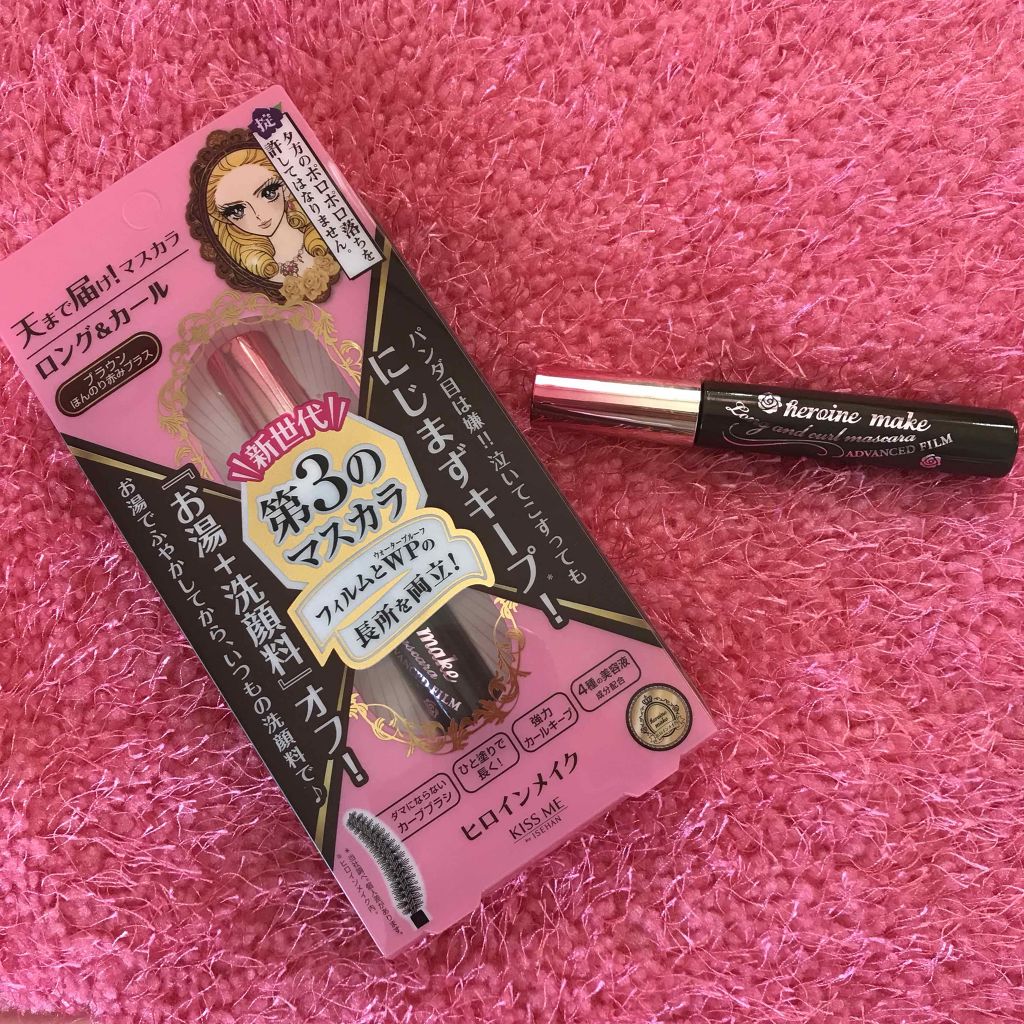 掟
夕方のポロポロ落ちを
許してはなりません。
天まで届け!マスカラ
ロング&カール
ブラウン
ほんのり赤みプラス
パンダ目は嫌!!泣いてこすっても
にじまずキープ*!
新世代
第3の
マスカラ
ウォータープルーフ
フィルムとWPの
長所を両立!
『お湯+洗顔料』オフ!
お湯でふやかしてから、いつもの洗顔料で♪
make
FILM
4種の美容液
成分配合
強力
カールキープ
ひと塗りで
長く!
ダマにならない
カーブブラシ
ヒロインメイク
KISS ME
by ISEHAN
heroine make
Long and curl mascara
ADVANCED FILM